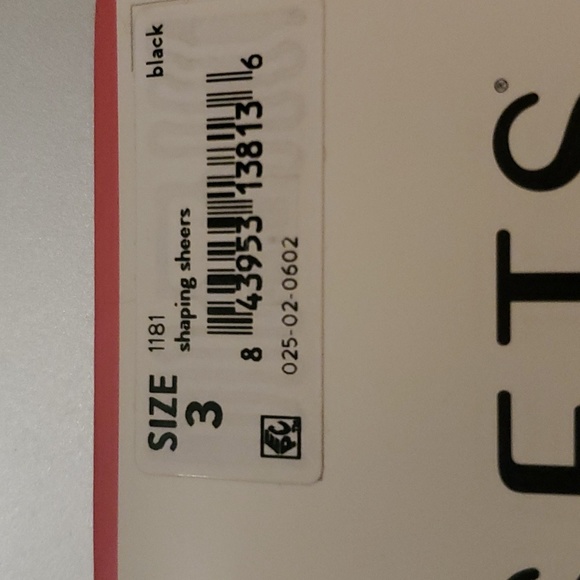 SIZE 1181 black
3 shaping sheers
8 43953 13813 6
025-02-0602
ETS®